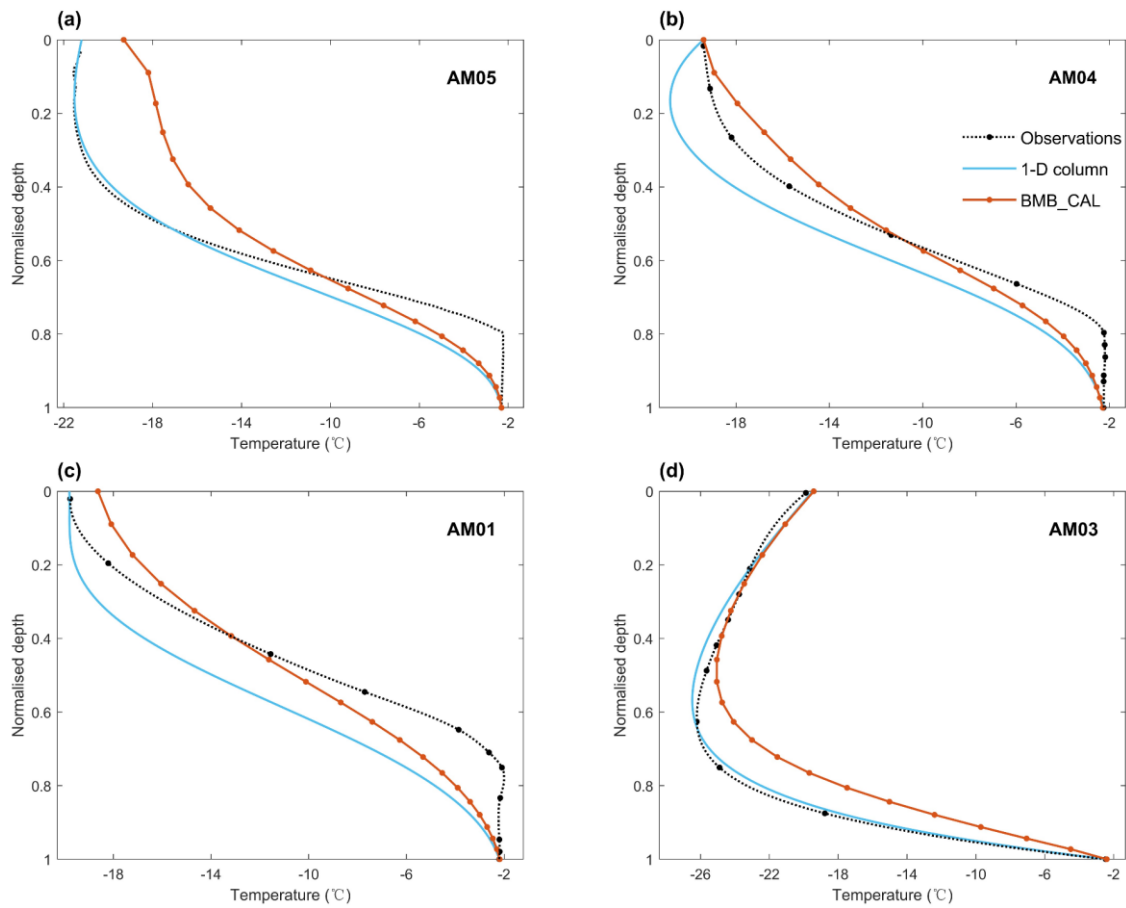 (a)
AM05
0
0.2
0.4
0.6
0.8
1
Normalised depth
-22
-18
-14
-10
-6
-2
Temperature (℃)
(b)
AM04
Observations
1-D column
BMB_CAL
0
0.2
0.4
0.6
0.8
1
Normalised depth
-18
-14
-10
-6
-2
Temperature (℃)
(c)
AM01
0
0.2
0.4
0.6
0.8
1
Normalised depth
-18
-14
-10
-6
-2
Temperature (℃)
(d)
AM03
0
0.2
0.4
0.6
0.8
1
Normalised depth
-26
-22
-18
-14
-10
-6
-2
Temperature (℃)